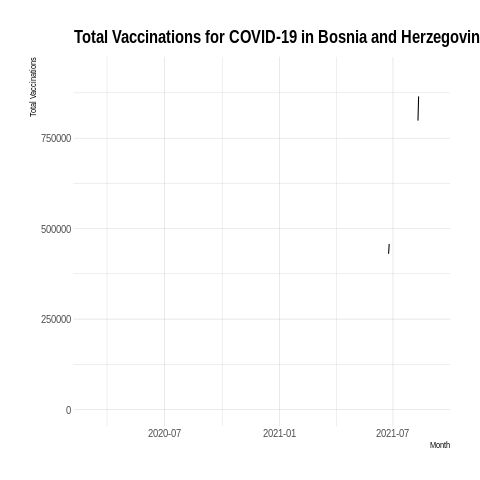 Total Vaccinations for COVID-19 in Bosnia and Herzegovin
Total Vaccinations
750000
500000
250000
0
2020-07 2021-01 2021-07
Month